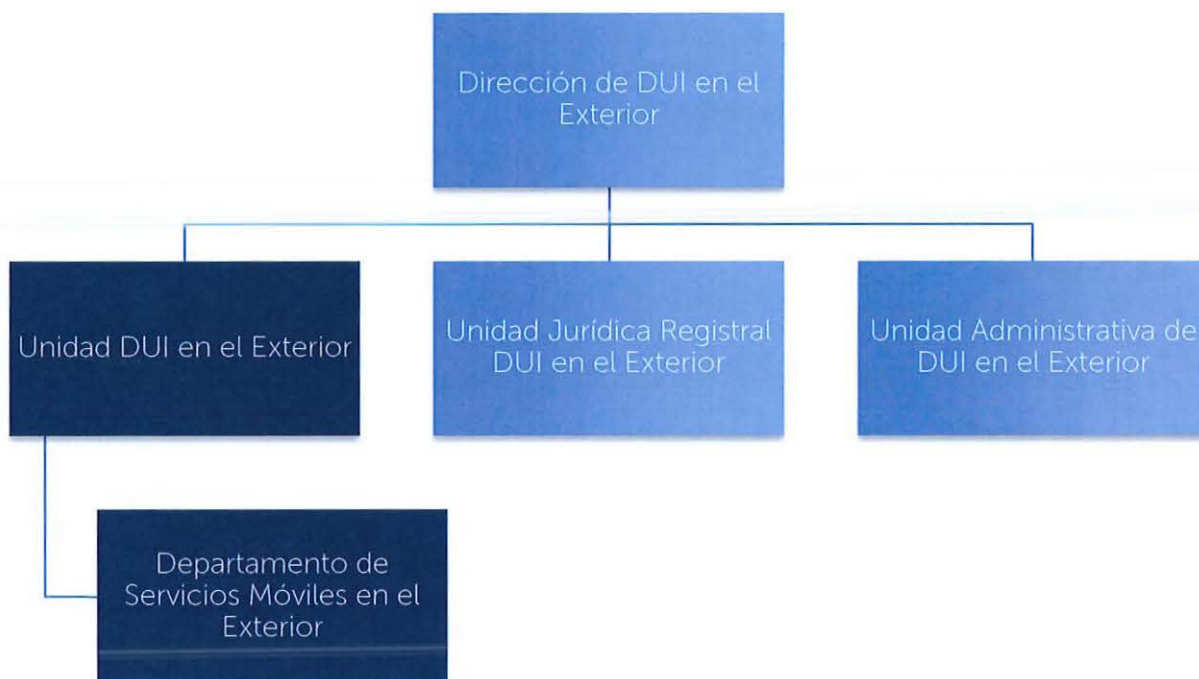 Dirección de DUI en el
Exterior
Unidad DUI en el Exterior
Unidad Jurídica Registral
DUI en el Exterior
Unidad Administrativa de
DUI en el Exterior
Departamento de
Servicios Móviles en el
Exterior